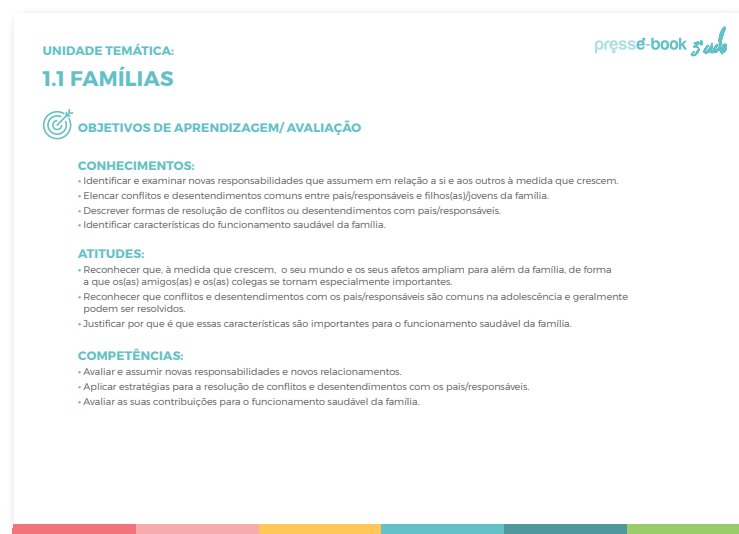 UNIDADE TEMÁTICA:
pressé-book 3º ciclo
1.1 FAMÍLIAS
OBJETIVOS DE APRENDIZAGEM/ AVALIAÇÃO
CONHECIMENTOS:
• Identificar e examinar novas responsabilidades que assumem em relação a si e aos outros à medida que crescem.
• Elencar conflitos e desentendimentos comuns entre pais/responsáveis e filhos(as)/jovens da família.
• Descrever formas de resolução de conflitos ou desentendimentos com pais/responsáveis.
• Identificar características do funcionamento saudável da família.
ATITUDES:
• Reconhecer que, à medida que crescem, o seu mundo e os seus afetos ampliam para além da família, de forma
a que os(as) amigos(as) e os(as) colegas se tornam especialmente importantes.
• Reconhecer que conflitos e desentendimentos com os pais/responsáveis são comuns na adolescência e geralmente
podem ser resolvidos.
• Justificar por que é que essas características são importantes para o funcionamento saudável da família.
COMPETÊNCIAS:
• Avaliar e assumir novas responsabilidades e novos relacionamentos.
• Aplicar estratégias para a resolução de conflitos e desentendimentos com os pais/responsáveis.
• Avaliar as suas contribuições para o funcionamento saudável da família.